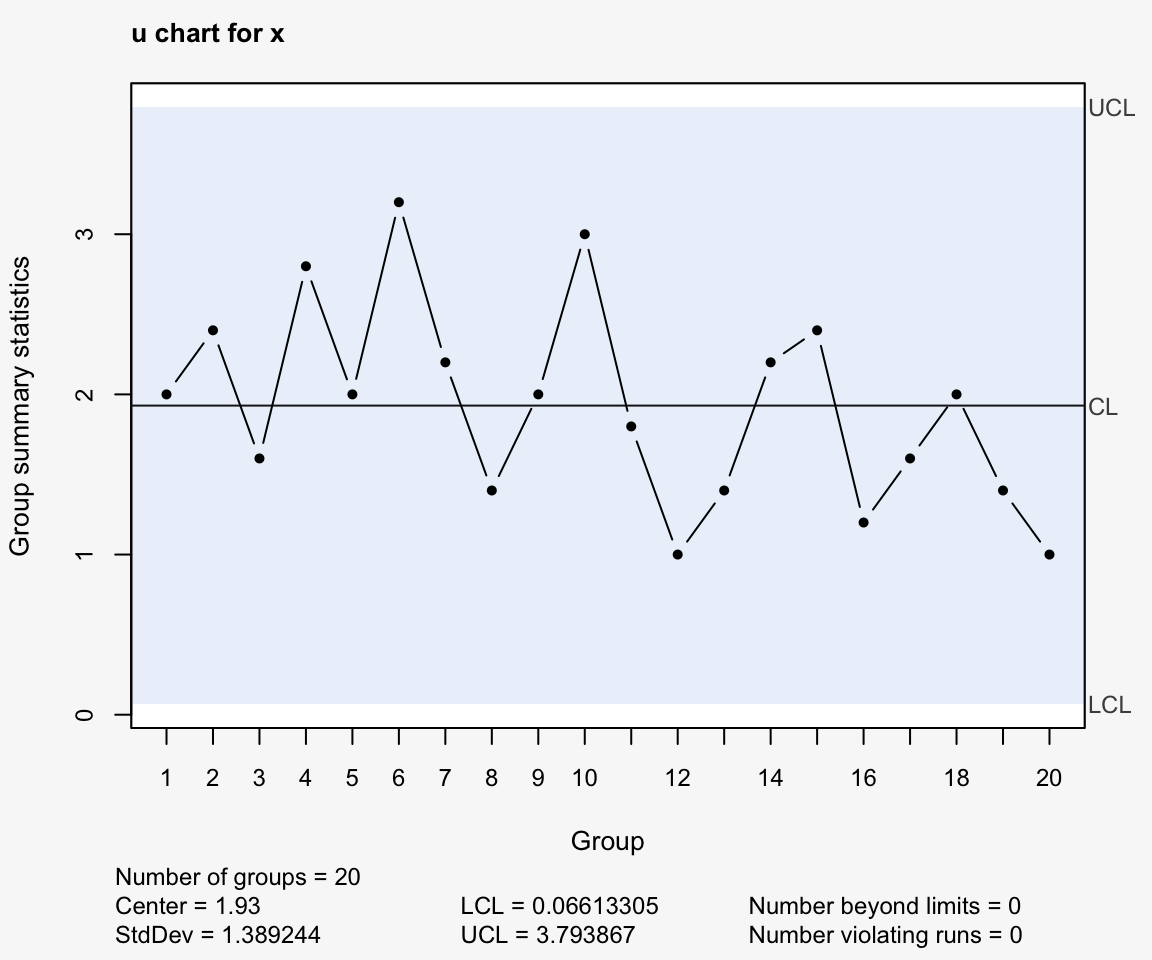 u chart for x
UCL
CL
LCL
Group summary statistics
3
2
1
0
1 2 3 4 5 6 7 8 9 10 12 14 16 18 20
Group
Number of groups = 20
Center = 1.93 LCL = 0.06613305 Number beyond limits = 0
StdDev = 1.389244 UCL = 3.793867 Number violating runs = 0